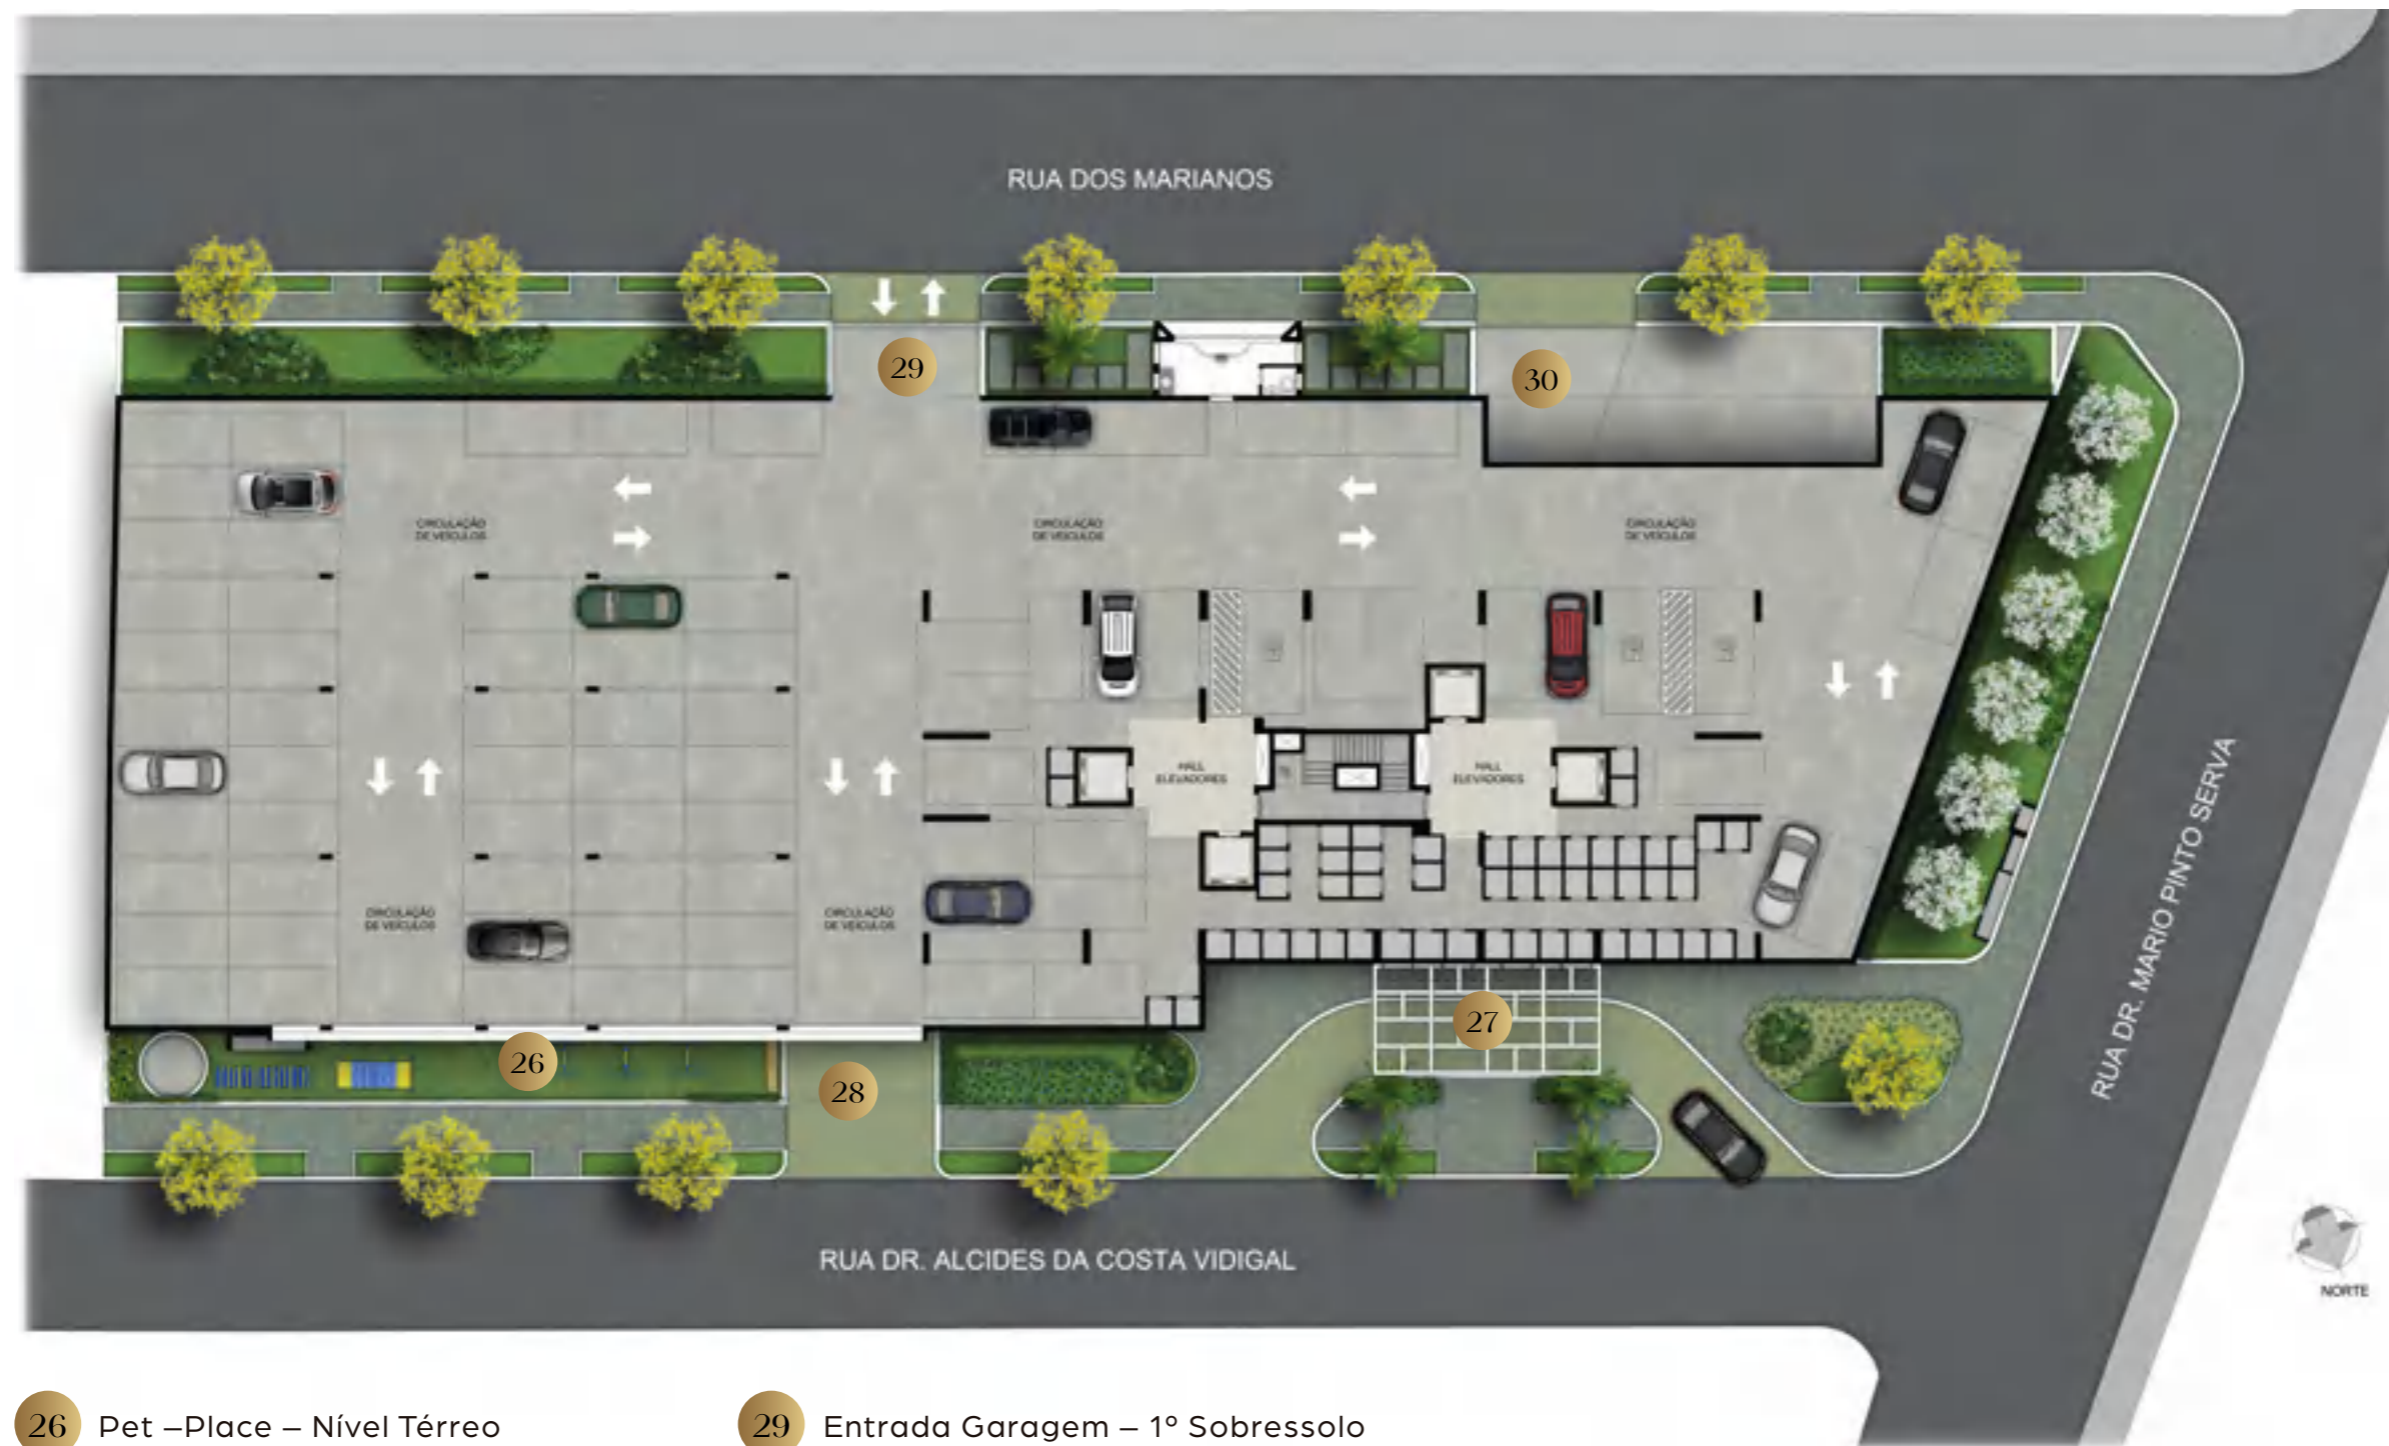 RUA DOS MARIANOS
29
30
CIRCULAÇÃO
DE VEÍCULOS
CIRCULAÇÃO
DE VEÍCULOS
CIRCULAÇÃO
DE VEÍCULOS
HALL
ELEVADORES
HALL
ELEVADORES
CIRCULAÇÃO
DE VEÍCULOS
CIRCULAÇÃO
DE VEÍCULOS
RUA DR. MARIO PINTO SERVA
27
26
28
RUA DR. ALCIDES DA COSTA VIDIGAL
NORTE
26 Pet –Place – Nível Térreo
29 Entrada Garagem – 1º Sobressolo